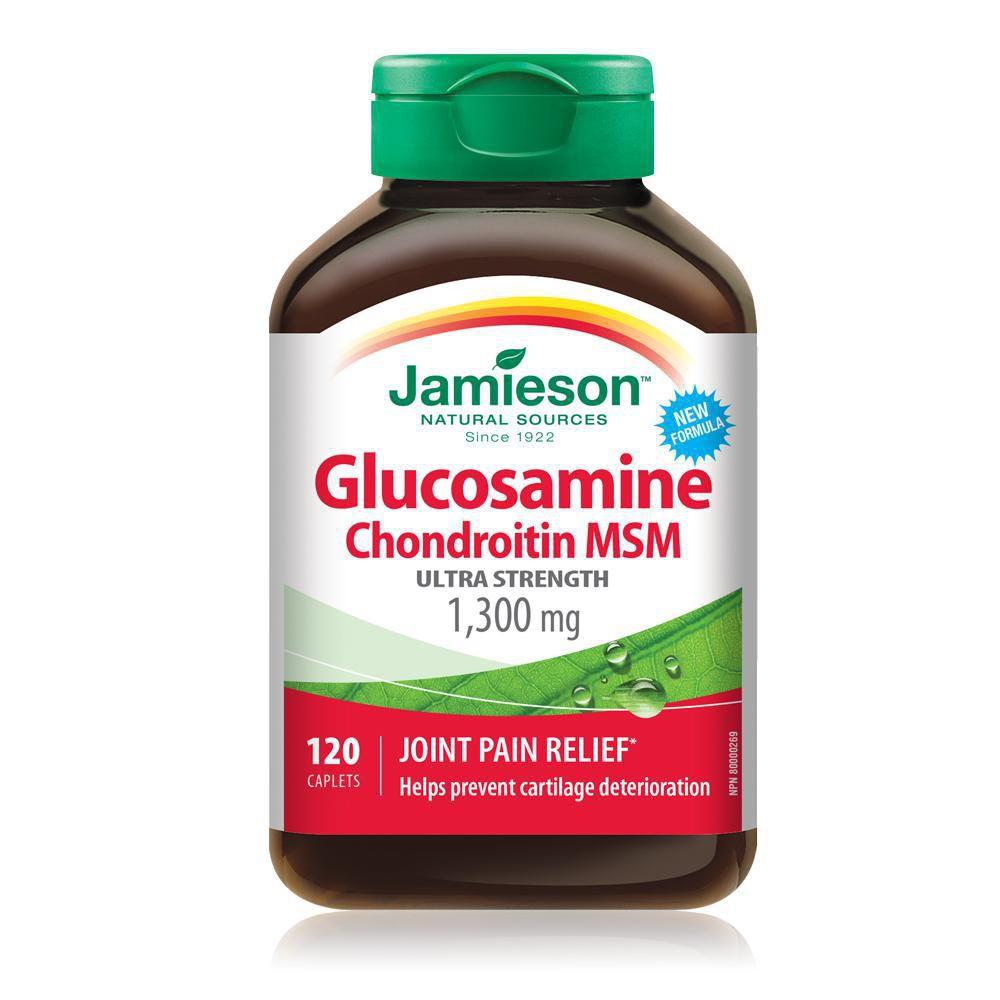 Jamieson™
NATURAL SOURCES
Since 1922
NEW
FORMULA
Glucosamine
Chondroitin MSM
ULTRA STRENGTH
1,300 mg
120
CAPLETS
JOINT PAIN RELIEF*
Helps prevent cartilage deterioration
NPN 80000269